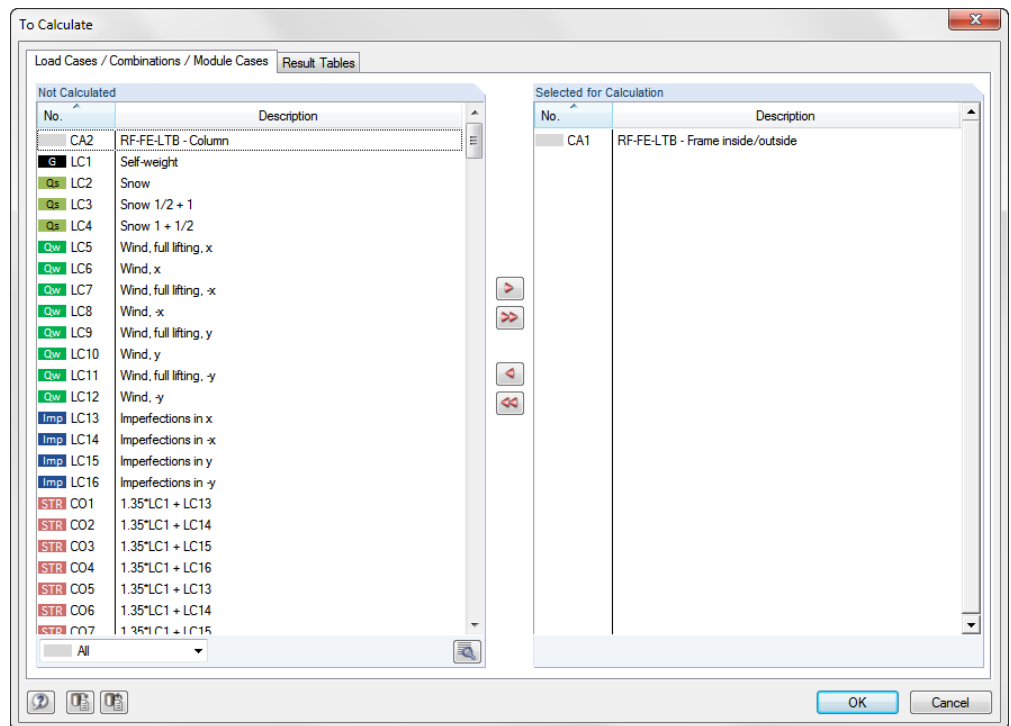 To Calculate
Load Cases / Combinations / Module Cases Result Tables
Not Calculated
No. Description
CA2 RF-FE-LTB - Column
G LC1 Self-weight
Qs LC2 Snow
Qs LC3 Snow 1/2 + 1
Qs LC4 Snow 1 + 1/2
Qw LC5 Wind, full lifting, x
Qw LC6 Wind, x
Qw LC7 Wind, full lifting, -x
Qw LC8 Wind, -x
Qw LC9 Wind, full lifting, y
Qw LC10 Wind, y
Qw LC11 Wind, full lifting, -y
Qw LC12 Wind, -y
Imp LC13 Imperfections in x
Imp LC14 Imperfections in -x
Imp LC15 Imperfections in y
Imp LC16 Imperfections in -y
STR CO1 1.35*LC1 + LC13
STR CO2 1.35*LC1 + LC14
STR CO3 1.35*LC1 + LC15
STR CO4 1.35*LC1 + LC16
STR CO5 1.35*LC1 + LC13
STR CO6 1.35*LC1 + LC14
STR CO7 1.35*LC1 + LC15
All
Selected for Calculation
No. Description
CA1 RF-FE-LTB - Frame inside/outside
OK Cancel